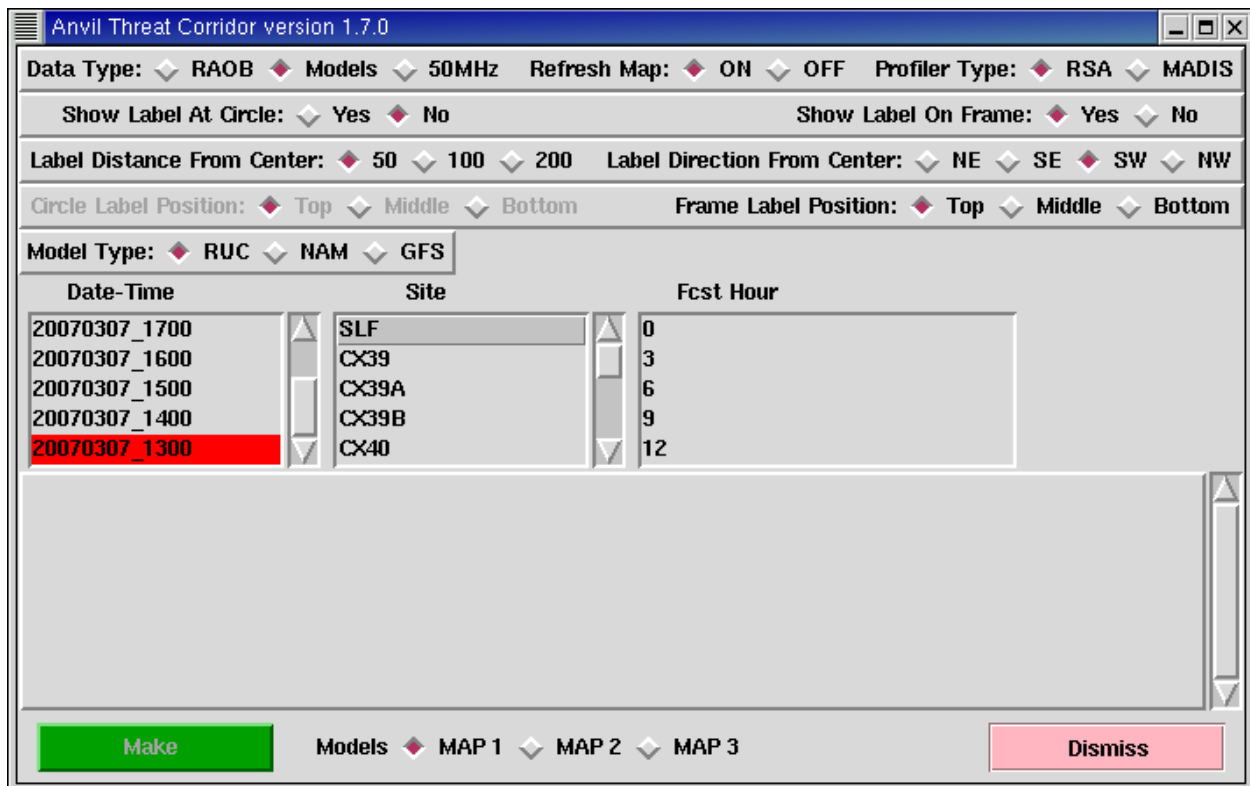 Anvil Threat Corridor version 1.7.0
Data Type: RAOB Models 50MHz Refresh Map: ON OFF Profiler Type: RSA MADIS
Show Label At Circle: Yes No Show Label On Frame: Yes No
Label Distance From Center: 50 100 200 Label Direction From Center: NE SE SW NW
Circle Label Position: Top Middle Bottom Frame Label Position: Top Middle Bottom
Model Type: RUC NAM GFS
Date-Time Site Fcst Hour
20070307_1700 SLF 0
20070307_1600 CX39 3
20070307_1500 CX39A 6
20070307_1400 CX39B 9
20070307_1300 CX40 12
Make Models MAP 1 MAP 2 MAP 3 Dismiss